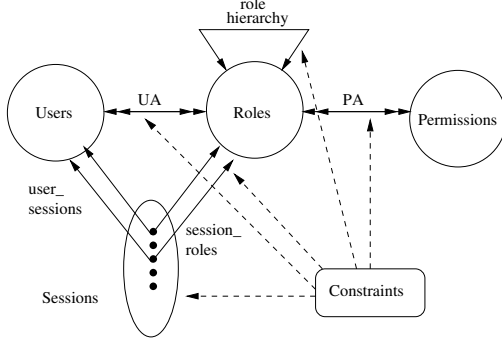 role
hierarchy
Users
UA
Roles
PA
Permissions
user_
sessions
session_
roles
Sessions
Constraints